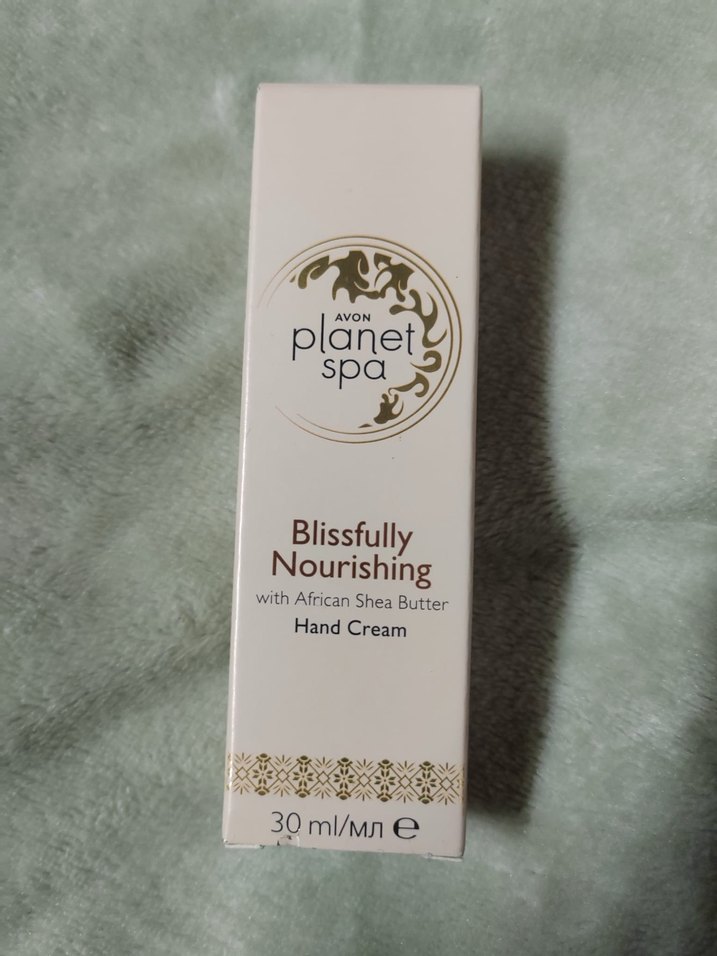 AVON
planet
spa
Blissfully
Nourishing
with African Shea Butter
Hand Cream
30 ml/мл ℮